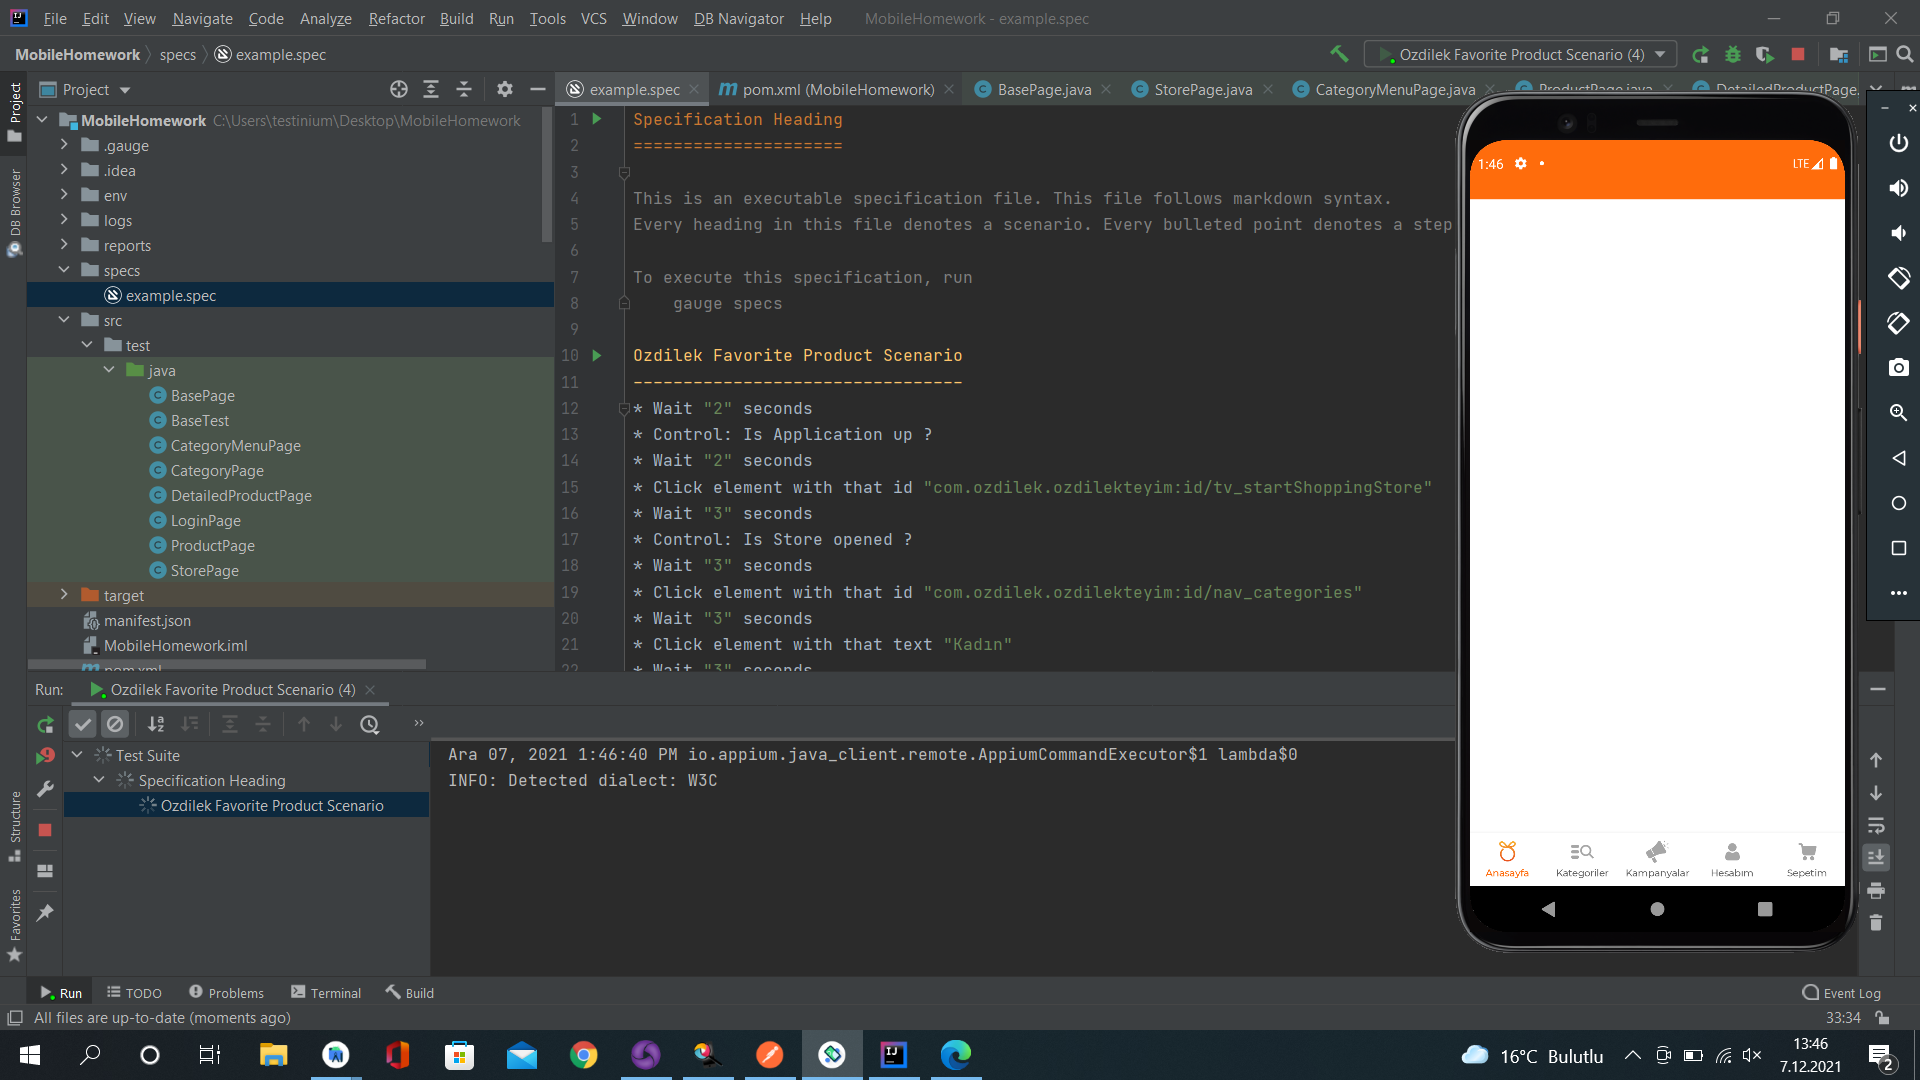 File Edit View Navigate Code Analyze Refactor Build Run Tools VCS Window DB Navigator Help MobileHomework - example.spec
MobileHomework specs example.spec
Ozdilek Favorite Product Scenario (4)
Project
example.spec
pom.xml (MobileHomework)
BasePage.java
StorePage.java
CategoryMenuPage.java
ProductPage.java
DetailedProductPage.
Project
DB Browser
Structure
Favorites
MobileHomework C:\Users\testinium\Desktop\MobileHomework
.gauge
.idea
env
logs
reports
specs
example.spec
src
test
java
BasePage
BaseTest
CategoryMenuPage
CategoryPage
DetailedProductPage
LoginPage
ProductPage
StorePage
target
manifest.json
MobileHomework.iml
pom.xml
1 Specification Heading
2 =====================
3
4 This is an executable specification file. This file follows markdown syntax.
5 Every heading in this file denotes a scenario. Every bulleted point denotes a step
6
7 To execute this specification, run
8 gauge specs
9
10 Ozdilek Favorite Product Scenario
11 ---------------------------------
12 * Wait "2" seconds
13 * Control: Is Application up ?
14 * Wait "2" seconds
15 * Click element with that id "com.ozdilek.ozdilekteyim:id/tv_startShoppingStore"
16 * Wait "3" seconds
17 * Control: Is Store opened ?
18 * Wait "3" seconds
19 * Click element with that id "com.ozdilek.ozdilekteyim:id/nav_categories"
20 * Wait "3" seconds
21 * Click element with that text "Kadın"
22 * Wait "3" seconds
1:46
LTE
Anasayfa
Kategoriler
Kampanyalar
Hesabım
Sepetim
Run: Ozdilek Favorite Product Scenario (4)
Test Suite
Specification Heading
Ozdilek Favorite Product Scenario
Ara 07, 2021 1:46:40 PM io.appium.java_client.remote.AppiumCommandExecutor$1 lambda$0
INFO: Detected dialect: W3C
Run TODO Problems Terminal Build Event Log
All files are up-to-date (moments ago) 33:34
16°C Bulutlu
13:46
7.12.2021
2